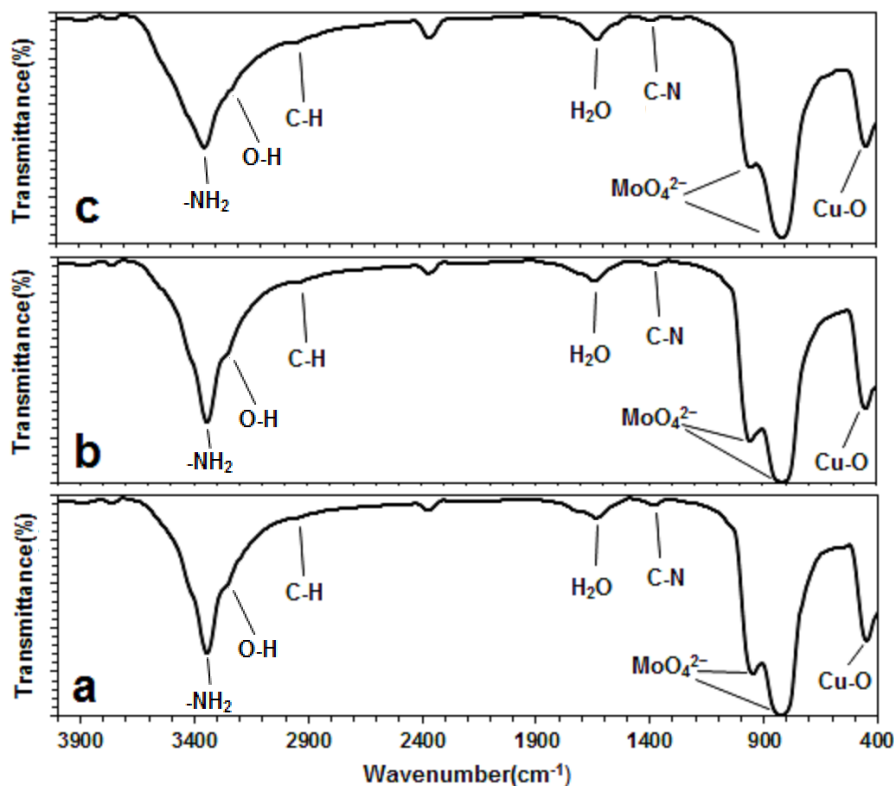 Transmittance(%)
C-H
O-H
-NH₂
H₂O
C-N
MoO₄²⁻
Cu-O
c
Transmittance(%)
C-H
O-H
-NH₂
H₂O
C-N
MoO₄²⁻
Cu-O
b
Transmittance(%)
C-H
O-H
-NH₂
H₂O
C-N
MoO₄²⁻
Cu-O
a
3900 3400 2900 2400 1900 1400 900 400
Wavenumber(cm⁻¹)